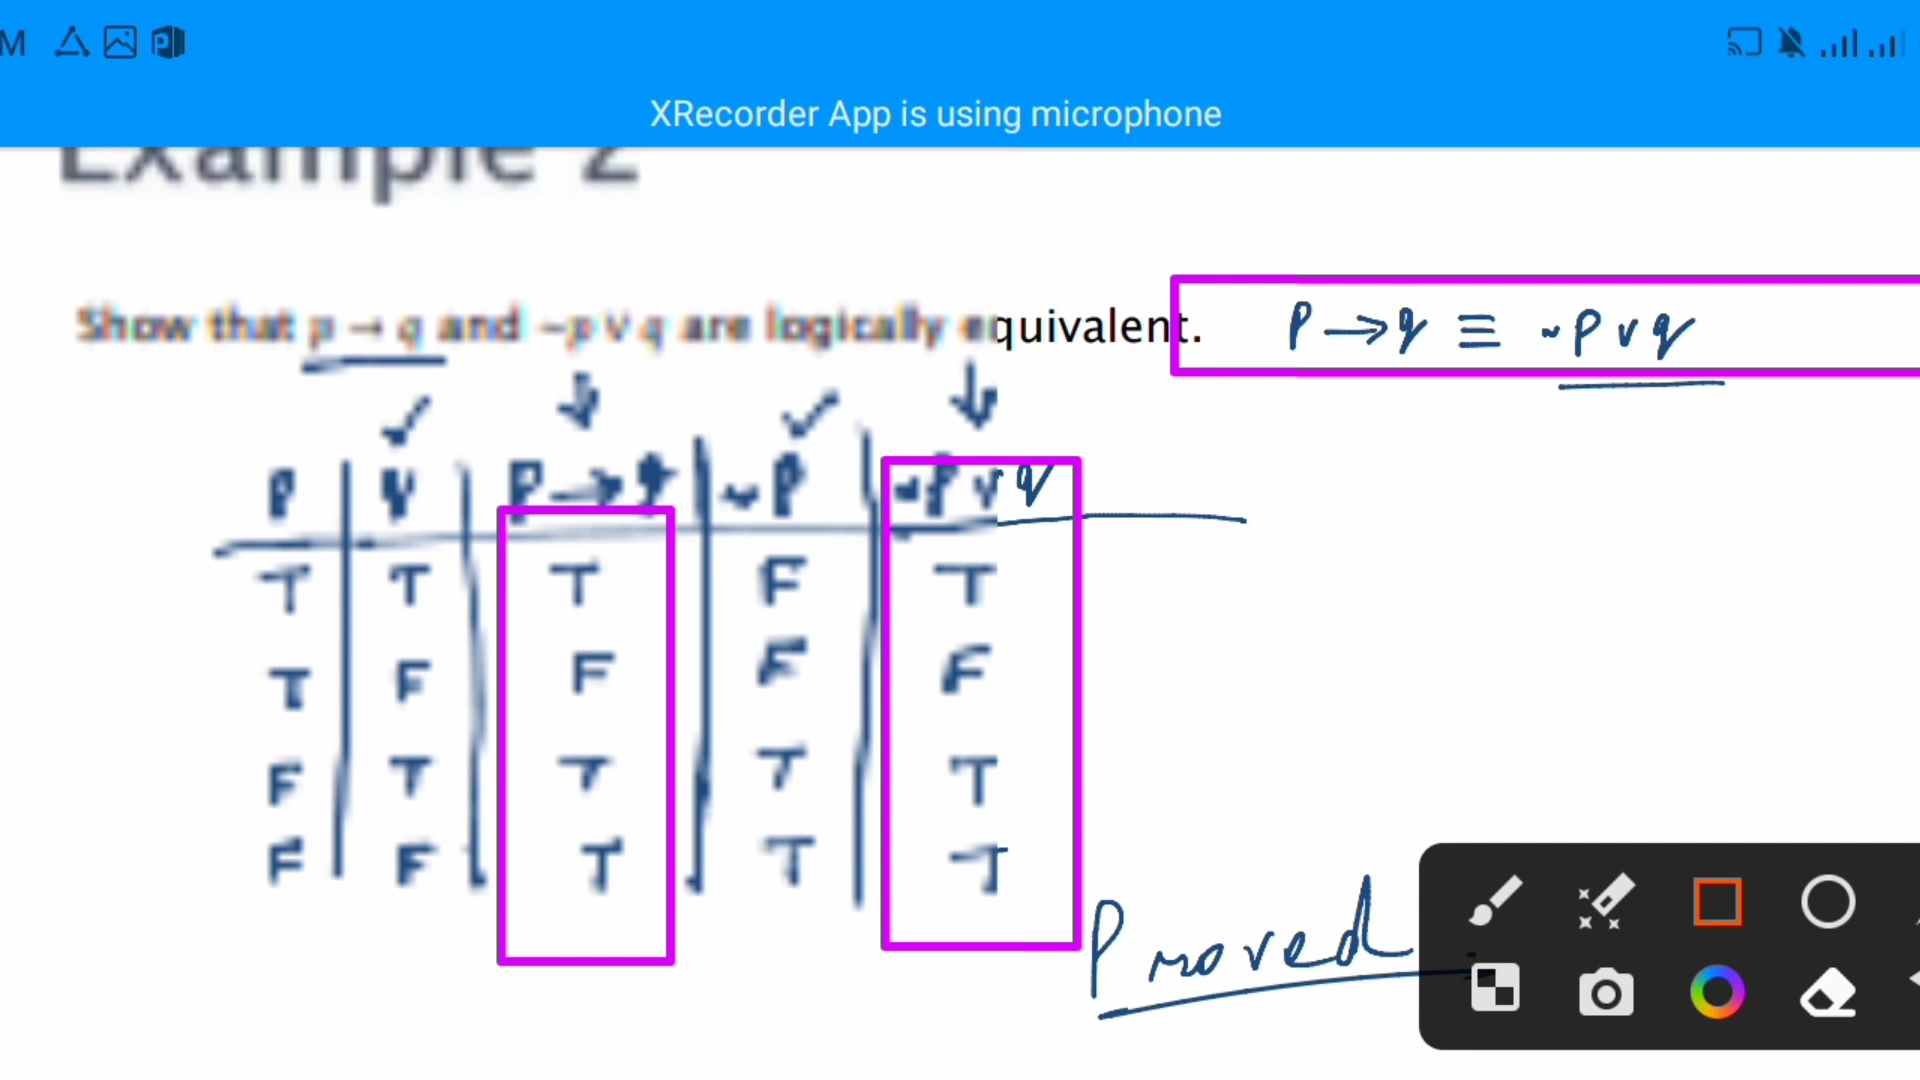 M
XRecorder App is using microphone
Example 2
Show that p → q and ~p ∨ q are logically equivalent.
P → q ≡ ~P ∨ q
P q P → q ~P ~P ∨ q
T T T F T
T F F F F
F T T T T
F F T T T
Proved